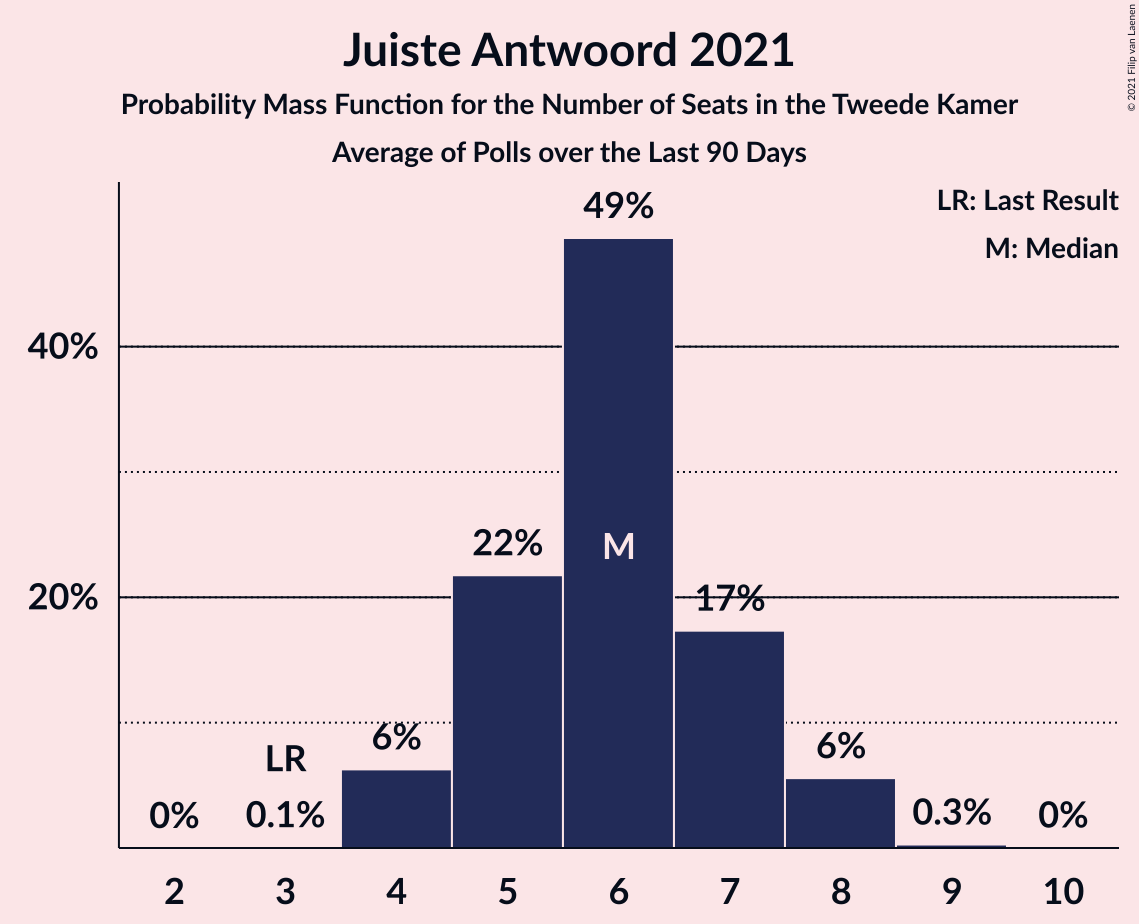 Juiste Antwoord 2021
Probability Mass Function for the Number of Seats in the Tweede Kamer
Average of Polls over the Last 90 Days
© 2021 Filip van Laenen
LR: Last Result
M: Median
49%
40%
22%
M
20%
17%
6%
LR
6%
0%
0.1%
0.3%
0%
2 3 4 5 6 7 8 9 10